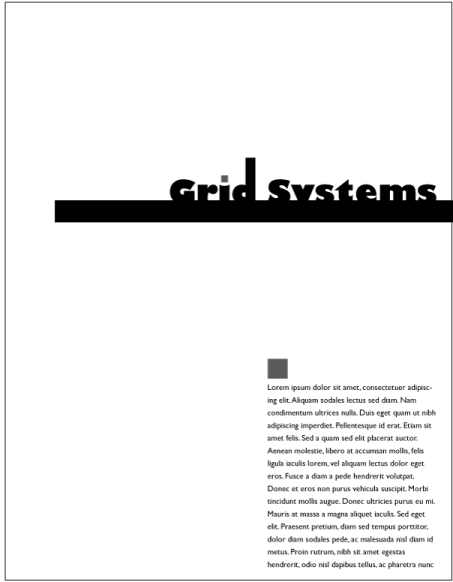 Grid Systems
Lorem ipsum dolor sit amet, consectetuer adipisc-
ing elit. Aliquam sodales lectus sed diam. Nam
condimentum ultrices nulla. Duis eget quam ut nibh
adipiscing imperdiet. Pellentesque id erat. Etiam sit
amet felis. Sed a quam sed elit placerat auctor.
Aenean molestie, libero at accumsan mollis, felis
ligula iaculis lorem, vel aliquam lectus dolor eget
eros. Fusce a diam a pede hendrerit volutpat.
Donec et eros non purus vehicula suscipit. Morbi
tincidunt mollis augue. Donec ultricies purus eu mi.
Mauris at massa a magna aliquet iaculis. Sed eget
elit. Praesent pretium, diam sed tempus porttitor,
dolor diam sodales pede, ac malesuada nisl diam id
metus. Proin rutrum, nibh sit amet egestas
hendrerit, odio nisl dapibus tellus, ac pharetra nunc